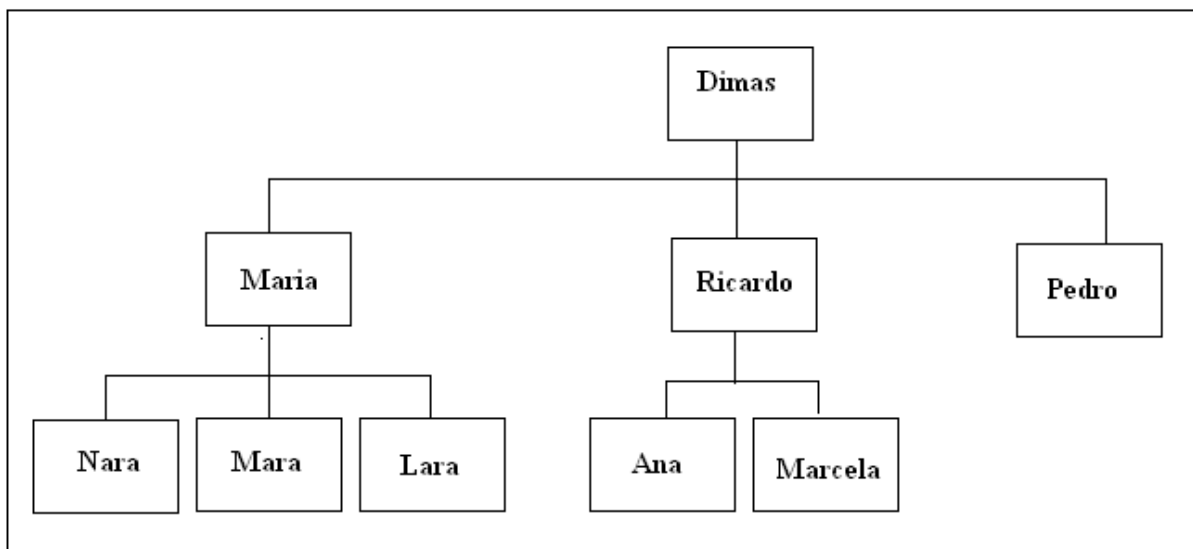 Dimas
Maria
Ricardo
Pedro
Nara
Mara
Lara
Ana
Marcela